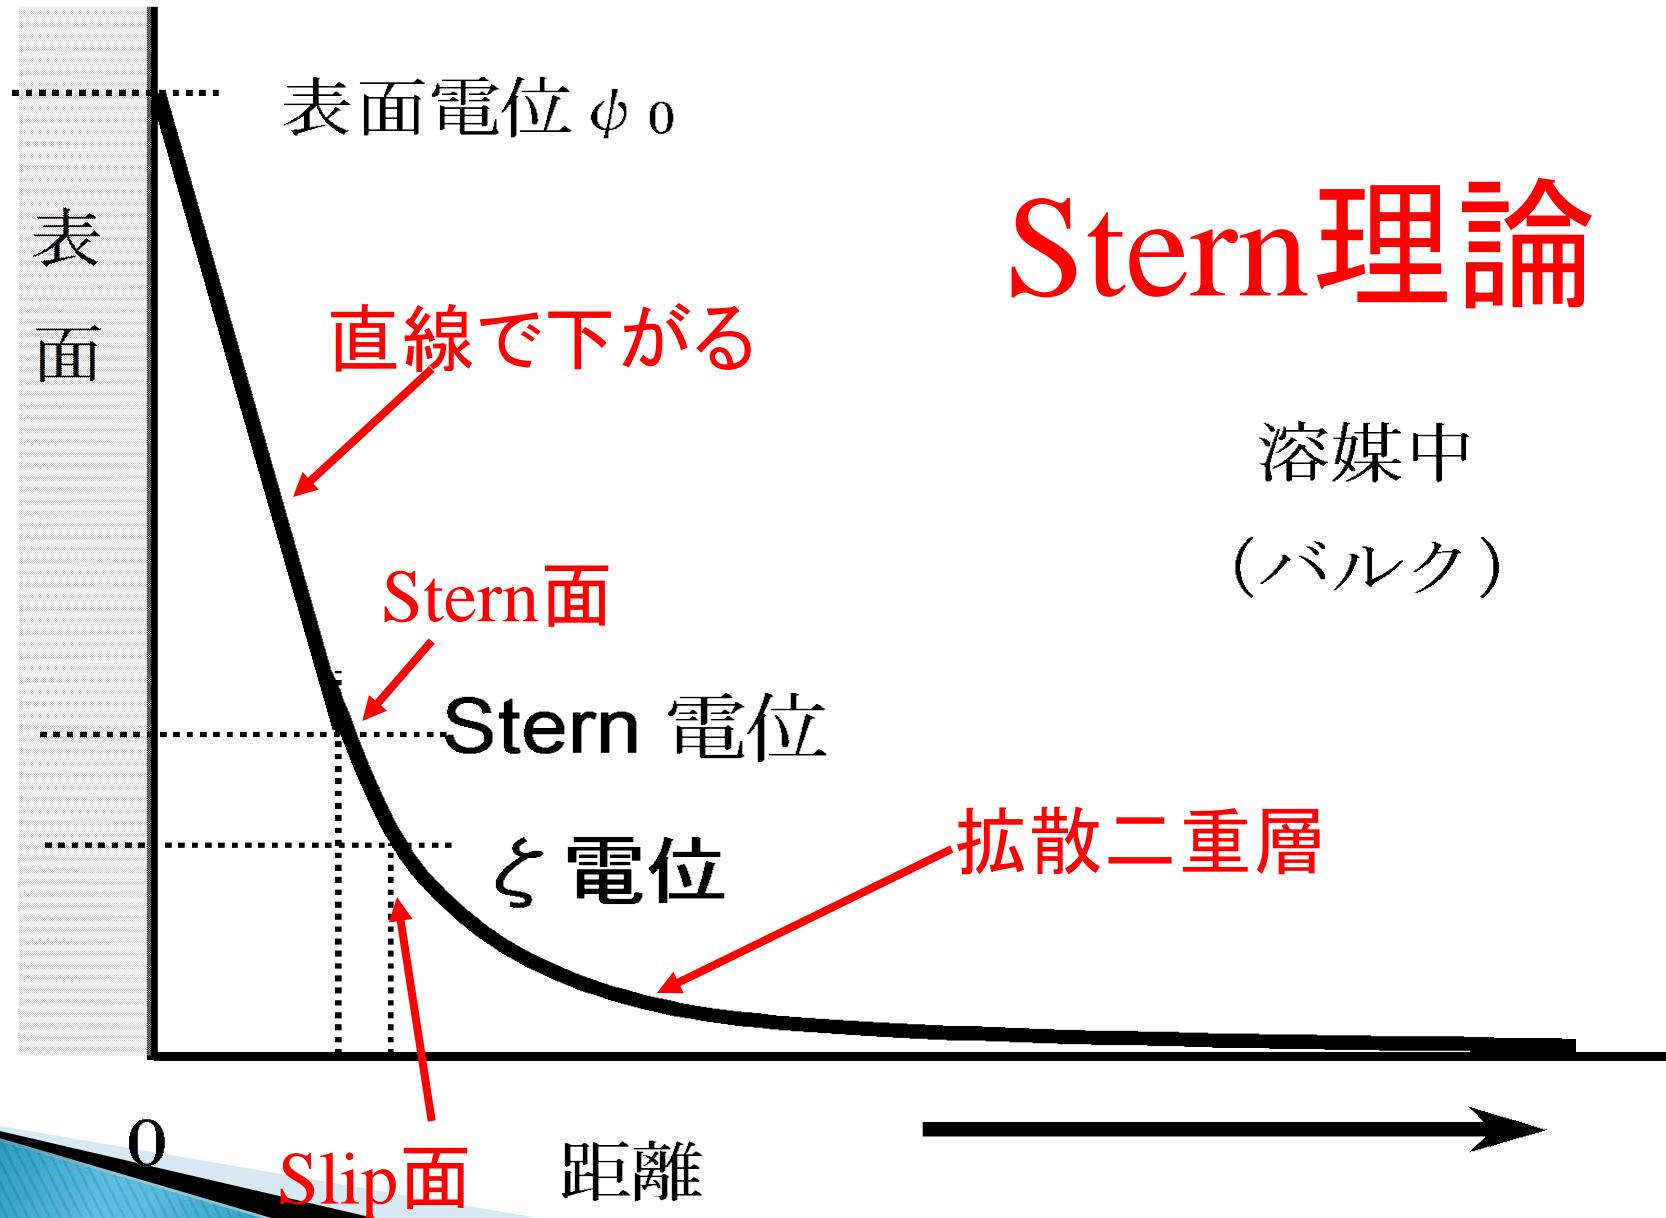 表面電位ψ0
Stern理論
表
面
直線で下がる
溶媒中
（バルク）
Stern面
Stern 電位
ζ電位
拡散二重層
0
Slip面
距離